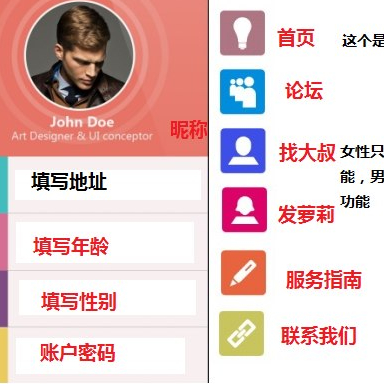 John Doe
Art Designer & UI conceptor
昵称
填写地址
填写年龄
填写性别
账户密码
首页
这个是
论坛
找大叔
女性只
能，男
功能
发萝莉
服务指南
联系我们